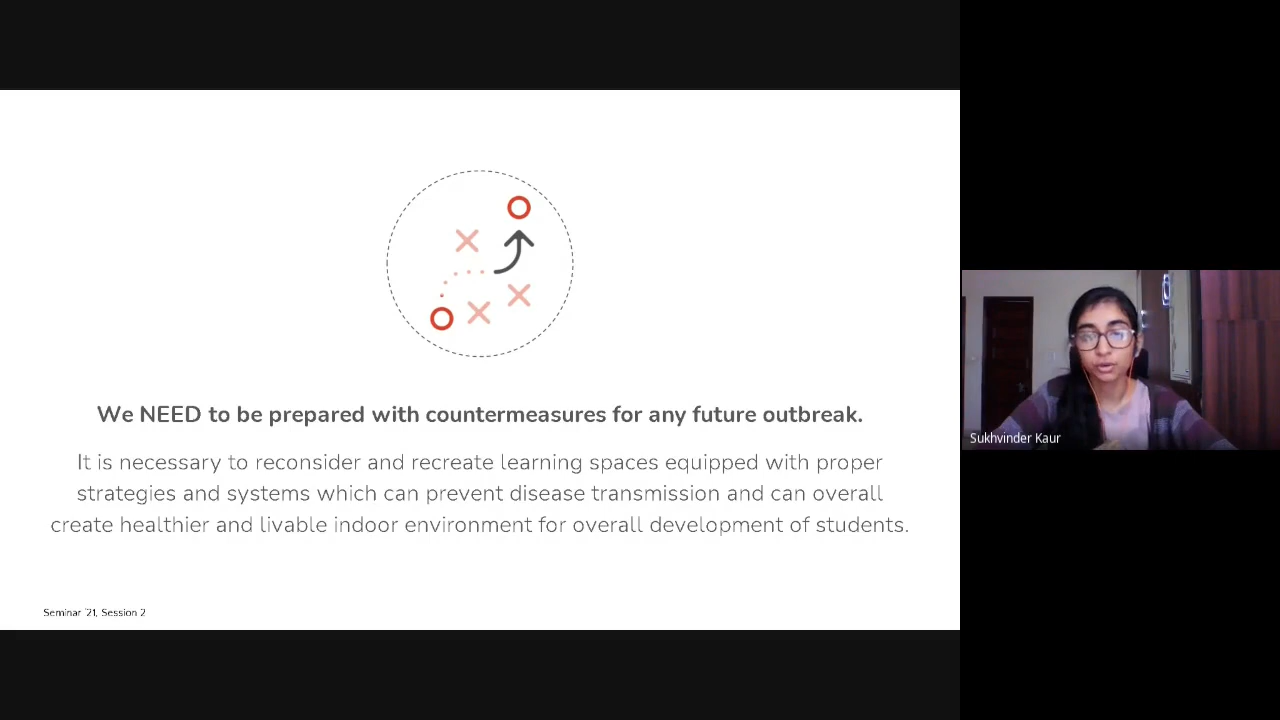 We NEED to be prepared with countermeasures for any future outbreak.
It is necessary to reconsider and recreate learning spaces equipped with proper
strategies and systems which can prevent disease transmission and can overall
create healthier and livable indoor environment for overall development of students.
Seminar '21, Session 2
Sukhvinder Kaur